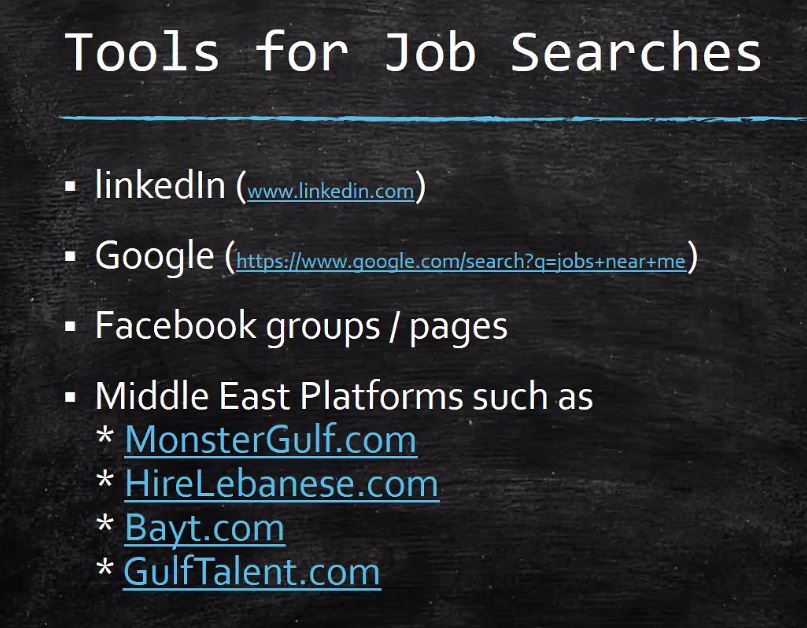 Tools for Job Searches
▪ linkedIn (www.linkedin.com)
▪ Google (https://www.google.com/search?q=jobs+near+me)
▪ Facebook groups / pages
▪ Middle East Platforms such as
* MonsterGulf.com
* HireLebanese.com
* Bayt.com
* GulfTalent.com